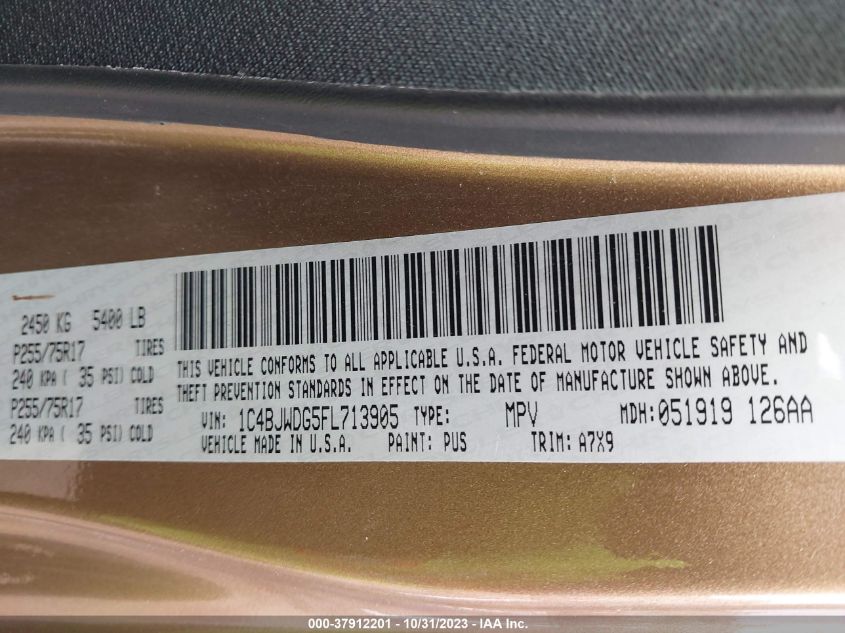 2450 KG 5400 LB
P255/75R17 TIRES
240 KPA ( 35 PSI) COLD
P255/75R17 TIRES
240 KPA ( 35 PSI) COLD
THIS VEHICLE CONFORMS TO ALL APPLICABLE U.S.A. FEDERAL MOTOR VEHICLE SAFETY AND
THEFT PREVENTION STANDARDS IN EFFECT ON THE DATE OF MANUFACTURE SHOWN ABOVE.
VIN: 1C4BJWDG5FL713905 TYPE: MPV MDH:051919 126AA
VEHICLE MADE IN U.S.A. PAINT: PUS TRIM: A7X9
000-37912201 - 10/31/2023 - IAA Inc.